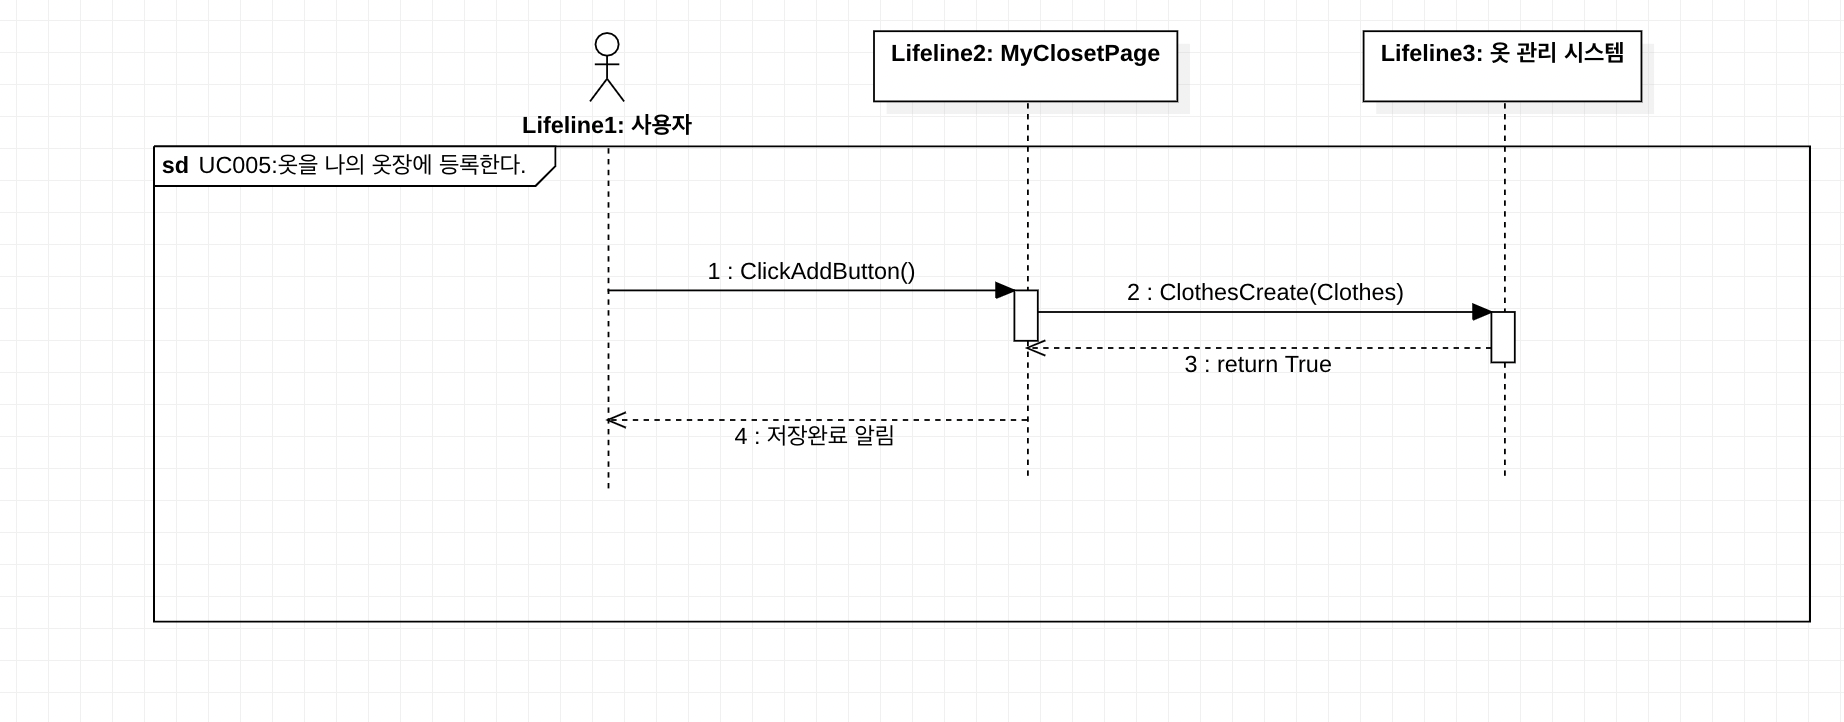 Lifeline1: 사용자
Lifeline2: MyClosetPage
Lifeline3: 옷 관리 시스템
sd UC005:옷을 나의 옷장에 등록한다.
1 : ClickAddButton()
2 : ClothesCreate(Clothes)
3 : return True
4 : 저장완료 알림